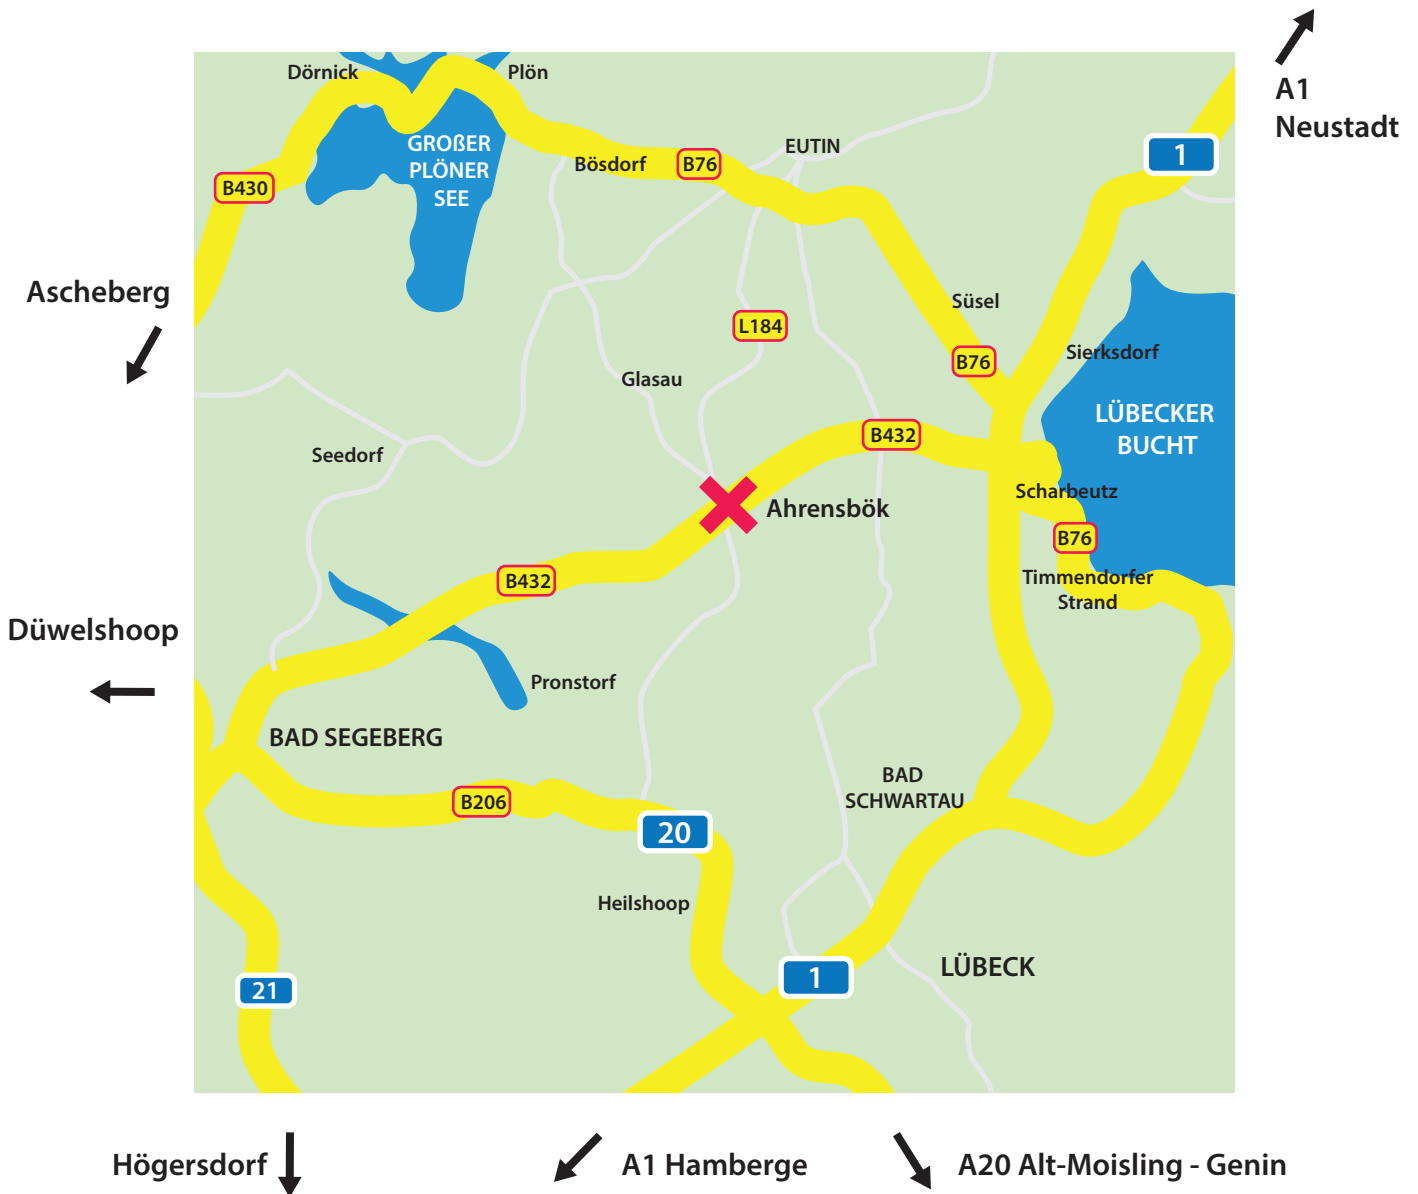 A1
Neustadt
Dörnick
Plön
GROßER
PLÖNER
SEE
EUTIN
1
Bösdorf
B76
B430
Ascheberg
Süsel
L184
Sierksdorf
B76
Glasau
LÜBECKER
BUCHT
B432
Seedorf
Scharbeutz
Ahrensbök
B76
B432
Timmendorfer
Strand
Düwelshoop
Pronstorf
BAD SEGEBERG
BAD
SCHWARTAU
B206
20
Heilshoop
LÜBECK
1
21
Högersdorf
A1 Hamberge
A20 Alt-Moisling - Genin